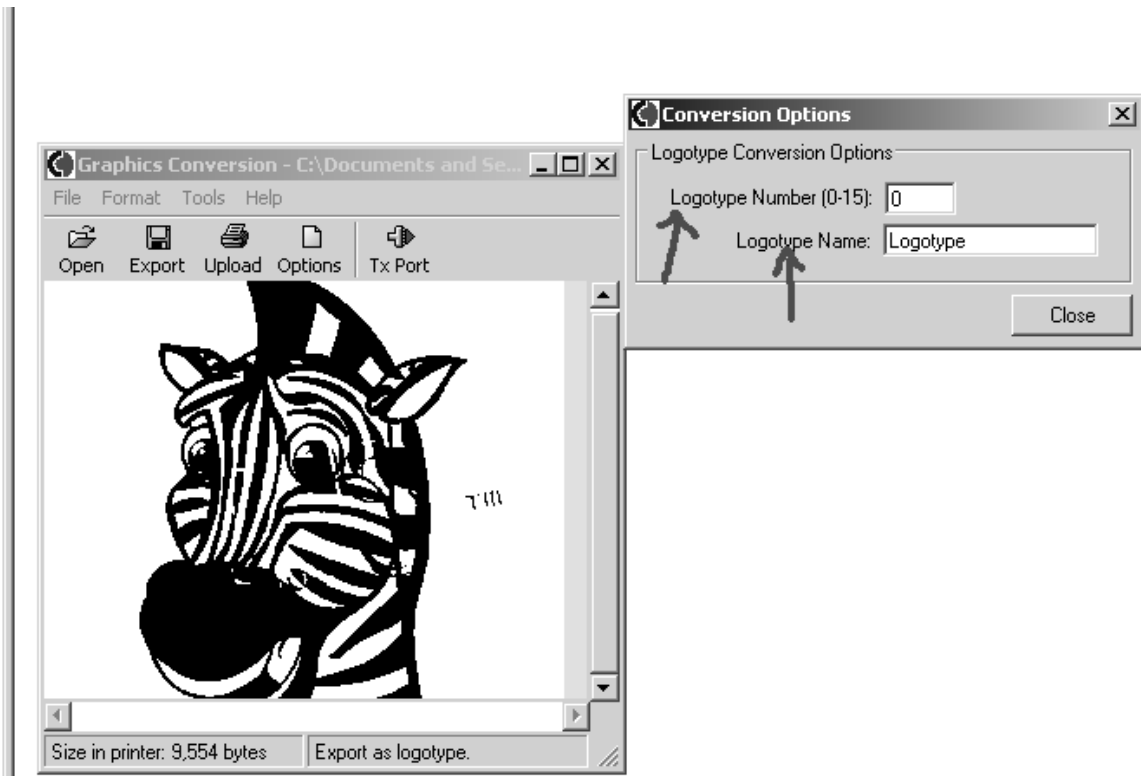 Conversion Options
Logotype Conversion Options
Logotype Number (0-15): 0
Logotype Name: Logotype
Close
Graphics Conversion - C:\Documents and Se...
File Format Tools Help
Open Export Upload Options Tx Port
Size in printer: 9,554 bytes Export as logotype.